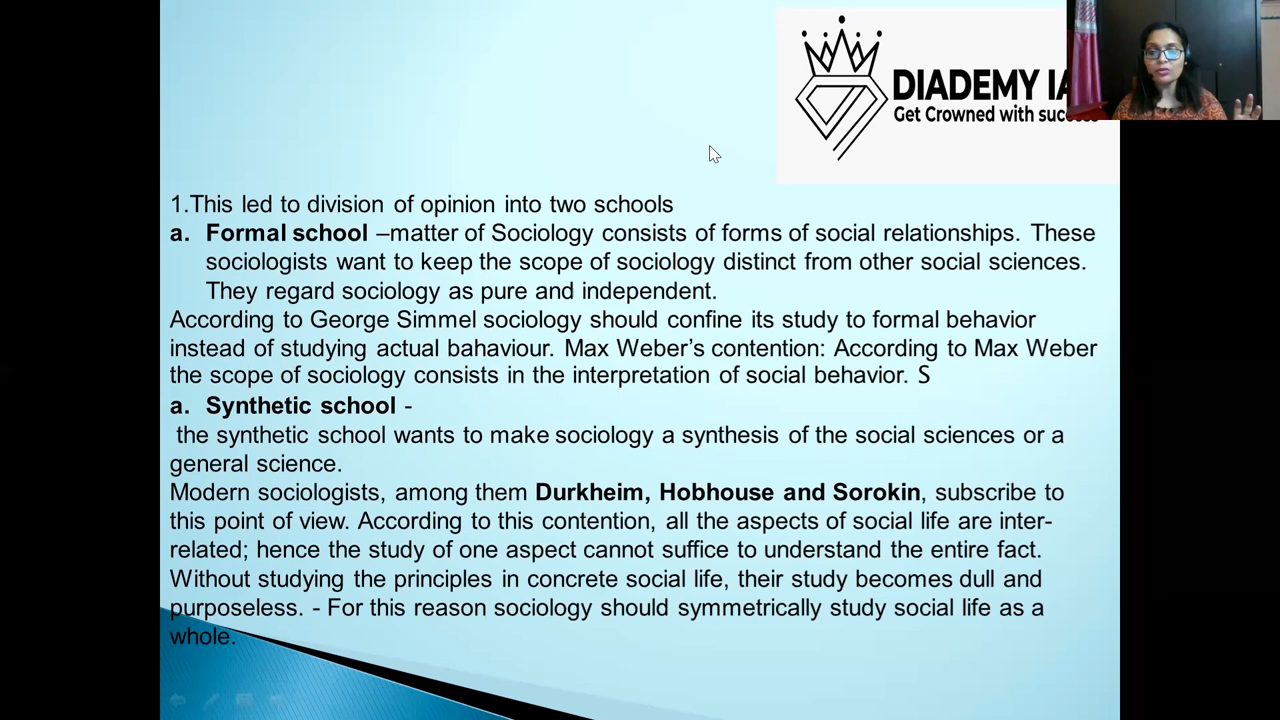 DIADEMY
Get Crowned with success
1.This led to division of opinion into two schools
a. Formal school –matter of Sociology consists of forms of social relationships. These
sociologists want to keep the scope of sociology distinct from other social sciences.
They regard sociology as pure and independent.
According to George Simmel sociology should confine its study to formal behavior
instead of studying actual bahaviour. Max Weber’s contention: According to Max Weber
the scope of sociology consists in the interpretation of social behavior. S
a. Synthetic school -
the synthetic school wants to make sociology a synthesis of the social sciences or a
general science.
Modern sociologists, among them Durkheim, Hobhouse and Sorokin, subscribe to
this point of view. According to this contention, all the aspects of social life are inter-
related; hence the study of one aspect cannot suffice to understand the entire fact.
Without studying the principles in concrete social life, their study becomes dull and
purposeless. - For this reason sociology should symmetrically study social life as a
whole.